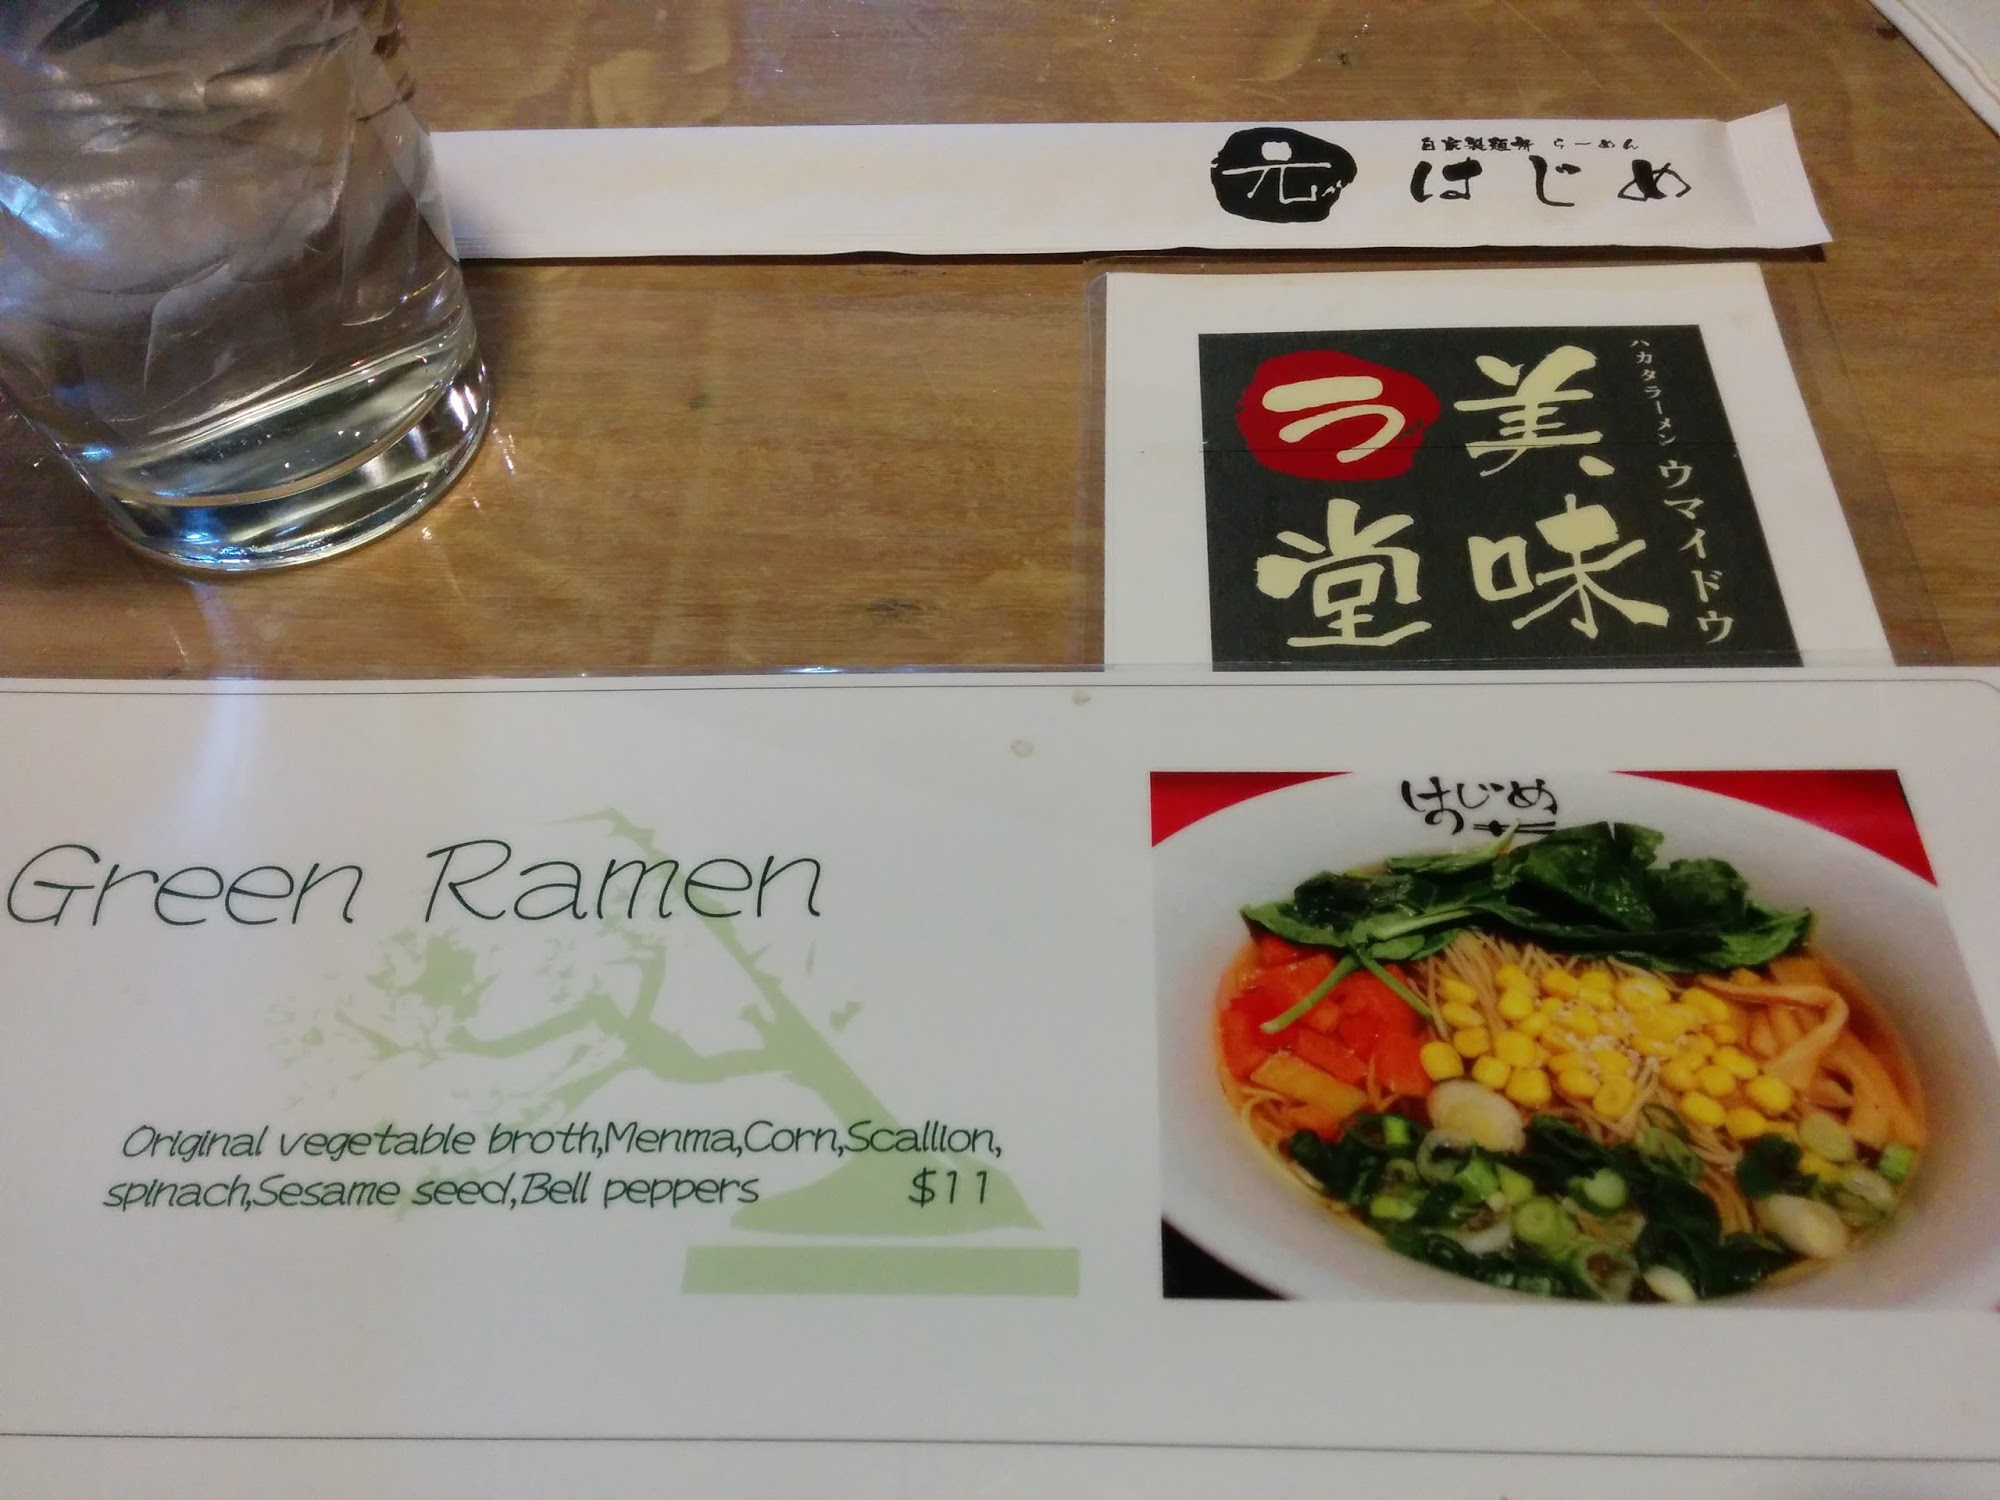 元
自家製麺 らーめん
はじめ
ハカタラーメン ウマイドウ
美味
ラ堂
はじめ
の
Green Ramen
Original vegetable broth,Menma,Corn,Scallion,
spinach,Sesame seed,Bell peppers $11